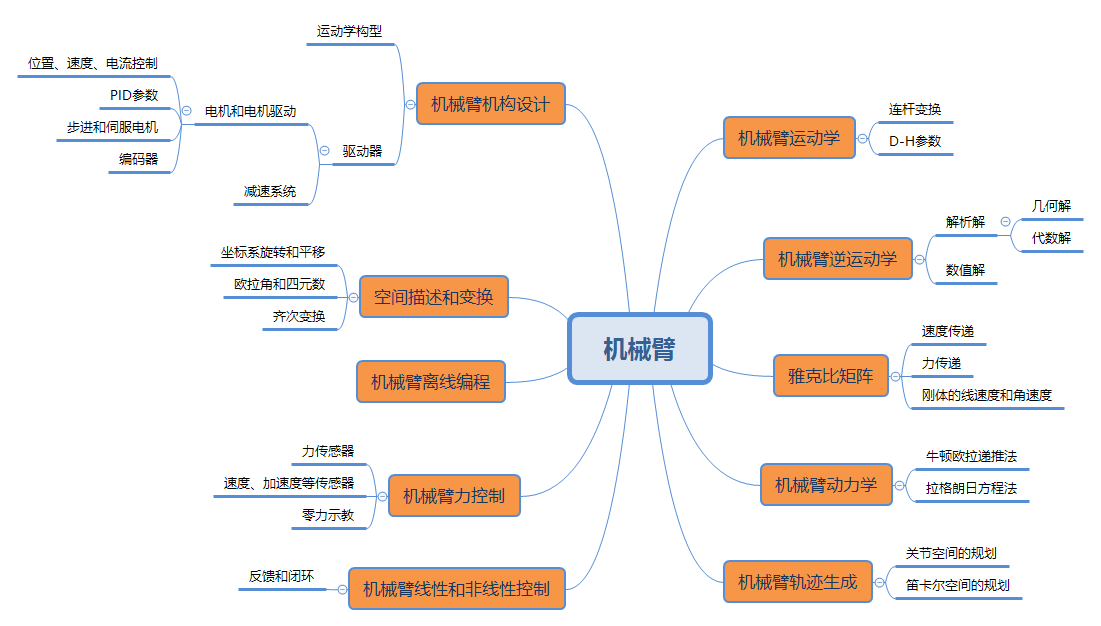 机械臂
机械臂运动学
连杆变换
D-H参数
机械臂逆运动学
解析解
几何解
代数解
数值解
雅克比矩阵
速度传递
力传递
刚体的线速度和角速度
机械臂动力学
牛顿欧拉递推法
拉格朗日方程法
机械臂轨迹生成
关节空间的规划
笛卡尔空间的规划
机械臂机构设计
运动学构型
驱动器
电机和电机驱动
位置、速度、电流控制
PID参数
步进和伺服电机
编码器
减速系统
空间描述和变换
坐标系旋转和平移
欧拉角和四元数
齐次变换
机械臂离线编程
机械臂力控制
力传感器
速度、加速度等传感器
零力示教
机械臂线性和非线性控制
反馈和闭环